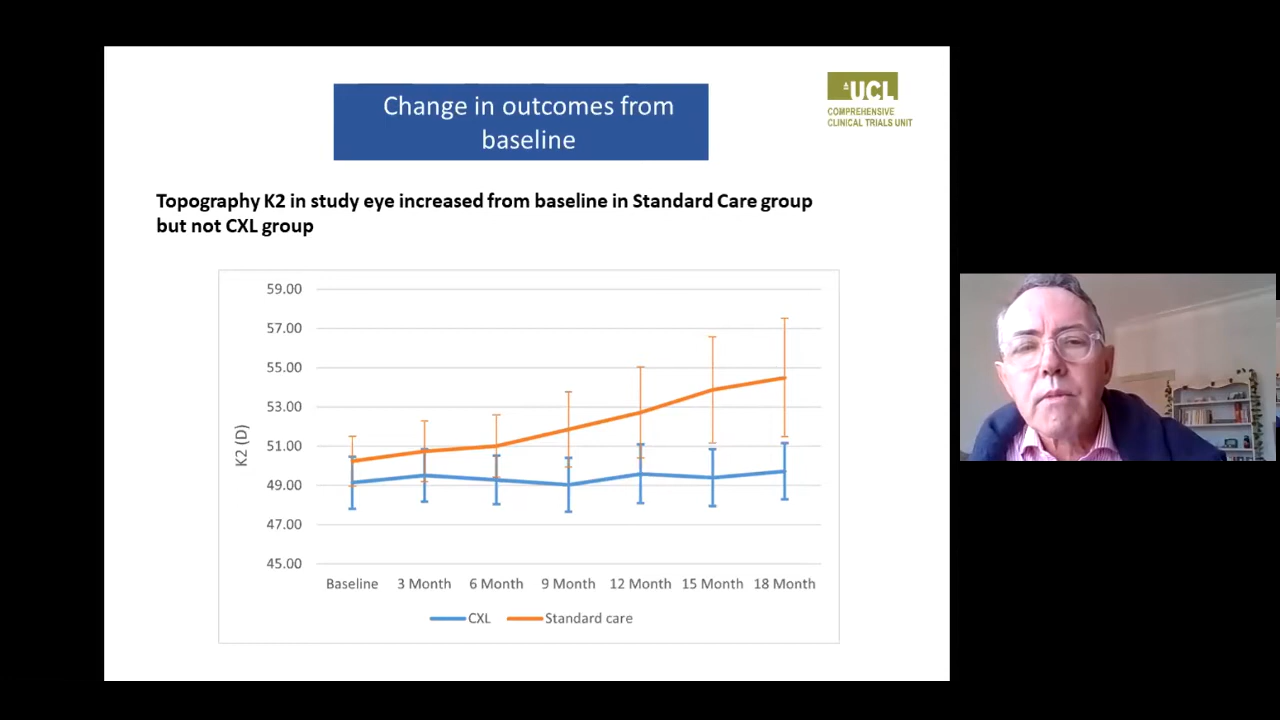 Change in outcomes from
baseline
UCL
COMPREHENSIVE
CLINICAL TRIALS UNIT
Topography K2 in study eye increased from baseline in Standard Care group
but not CXL group
59.00
57.00
55.00
53.00
51.00
49.00
47.00
45.00
K2 (D)
Baseline 3 Month 6 Month 9 Month 12 Month 15 Month 18 Month
CXL Standard care